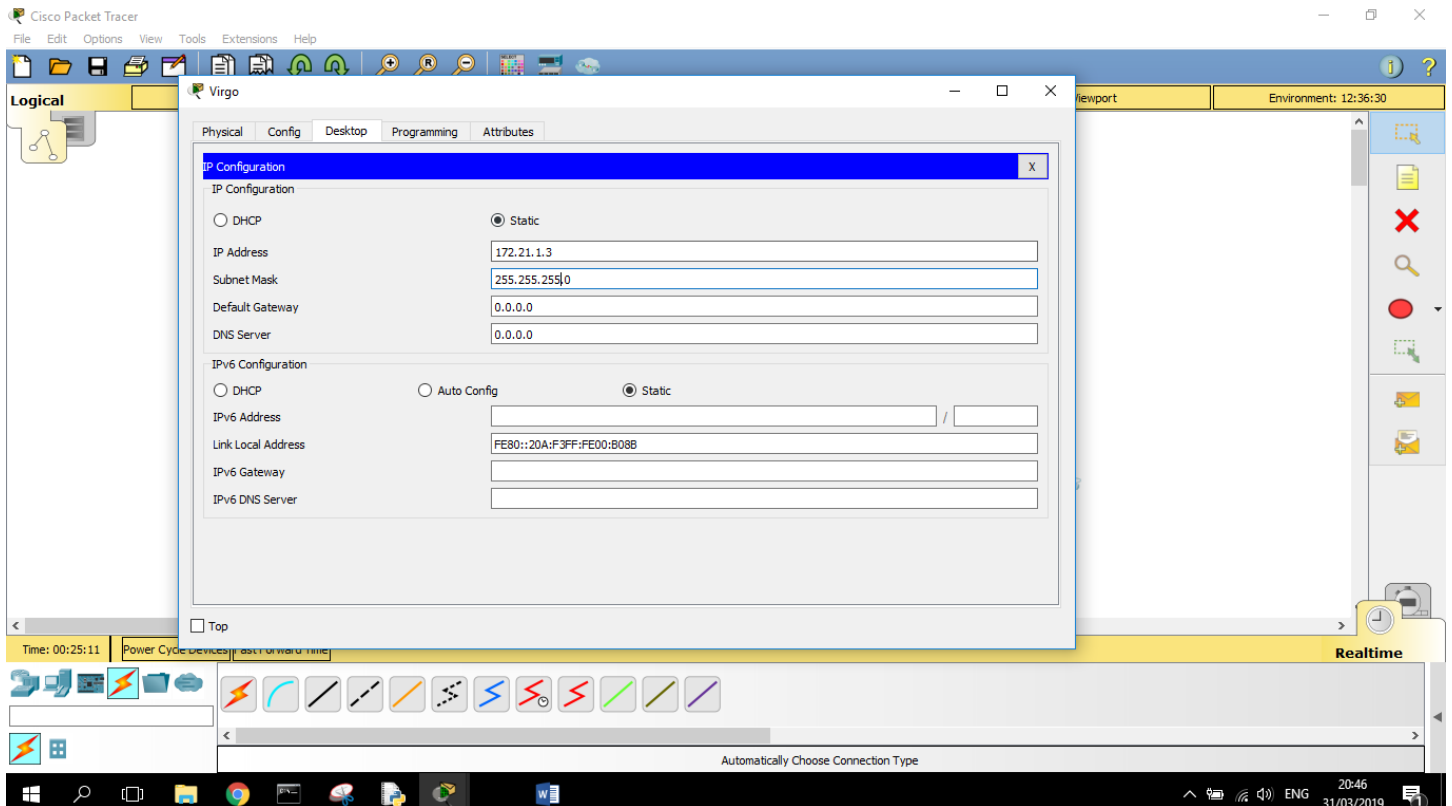 Cisco Packet Tracer
File Edit Options View Tools Extensions Help
Logical
Virgo
Viewport
Environment: 12:36:30
Physical Config Desktop Programming Attributes
IP Configuration
X
IP Configuration
DHCP Static
IP Address 172.21.1.3
Subnet Mask 255.255.255.0
Default Gateway 0.0.0.0
DNS Server 0.0.0.0
IPv6 Configuration
DHCP Auto Config Static
IPv6 Address /
Link Local Address FE80::20A:F3FF:FE00:B08B
IPv6 Gateway
IPv6 DNS Server
Top
Time: 00:25:11 Power Cycle Devices Fast Forward Time
Realtime
Automatically Choose Connection Type
ENG
20:46
31/03/2019